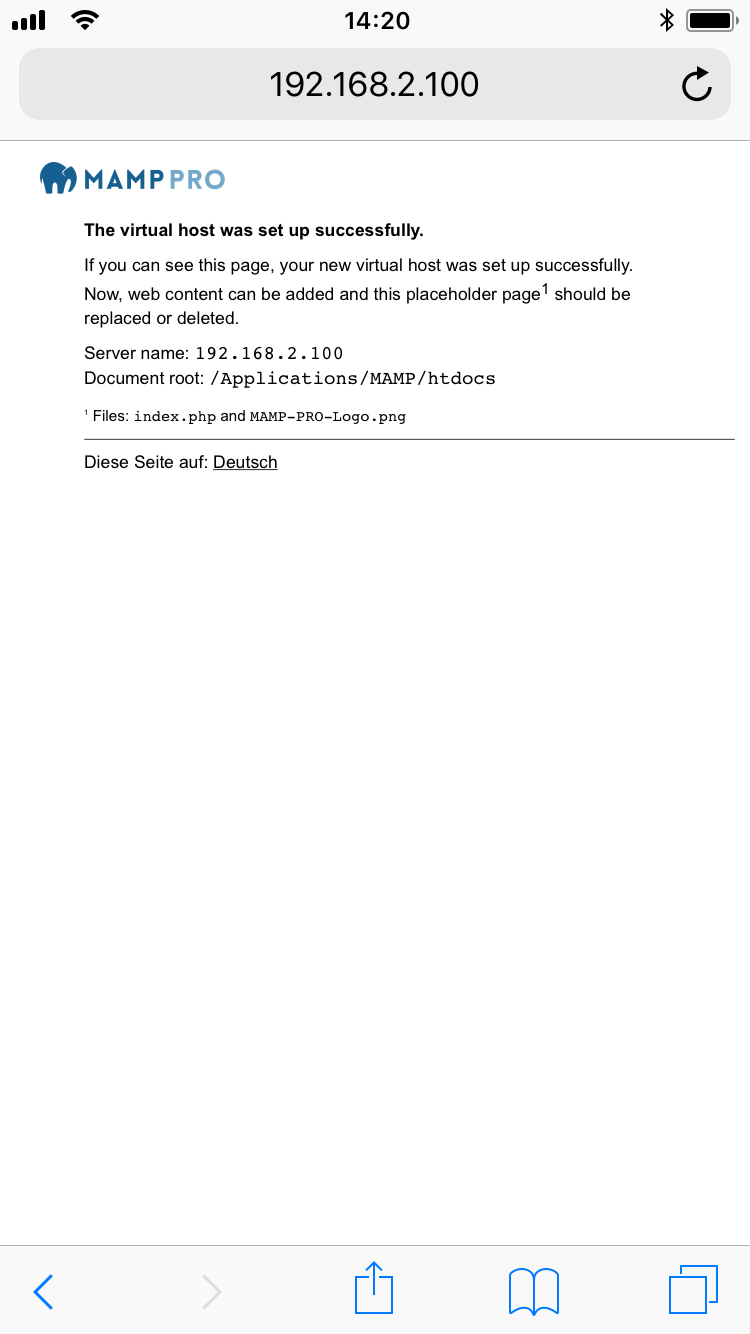 14:20
192.168.2.100
MAMP PRO
The virtual host was set up successfully.
If you can see this page, your new virtual host was set up successfully.
Now, web content can be added and this placeholder page1 should be
replaced or deleted.
Server name: 192.168.2.100
Document root: /Applications/MAMP/htdocs
1 Files: index.php and MAMP-PRO-Logo.png
Diese Seite auf: Deutsch